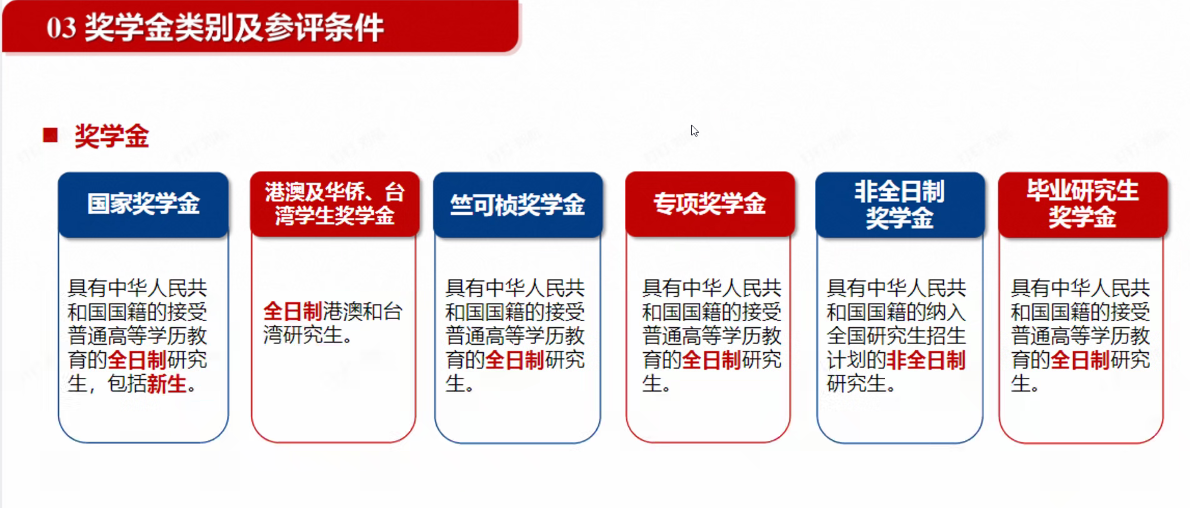 03 奖学金类别及参评条件
■ 奖学金
国家奖学金
具有中华人民共
和国国籍的接受
普通高等学历教
育的全日制研究
生，包括新生。
港澳及华侨、台
湾学生奖学金
全日制港澳和台
湾研究生。
竺可桢奖学金
具有中华人民共
和国国籍的接受
普通高等学历教
育的全日制研究
生。
专项奖学金
具有中华人民共
和国国籍的接受
普通高等学历教
育的全日制研究
生。
非全日制
奖学金
具有中华人民共
和国国籍的纳入
全国研究生招生
计划的非全日制
研究生。
毕业研究生
奖学金
具有中华人民共
和国国籍的接受
普通高等学历教
育的全日制研究
生。